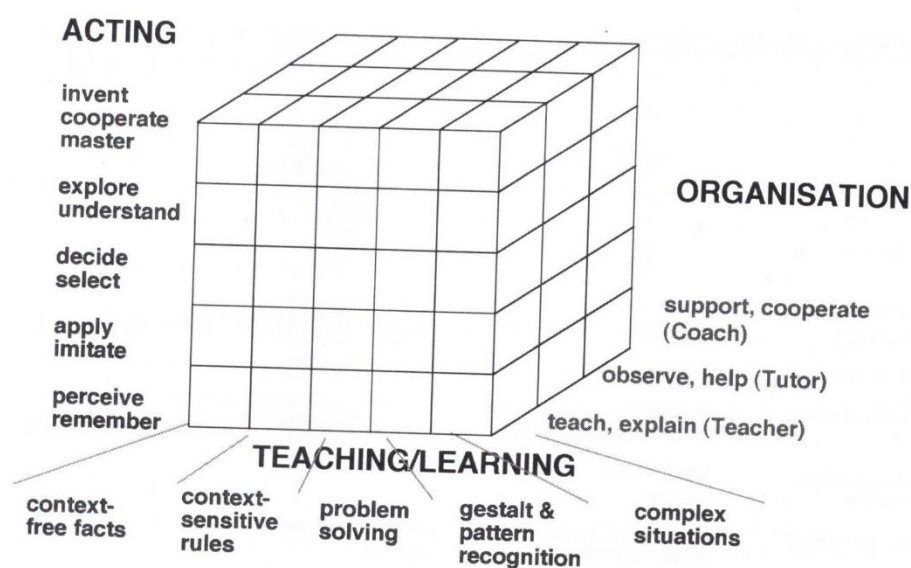 ACTING
invent
cooperate
master
explore
understand
decide
select
apply
imitate
perceive
remember
ORGANISATION
support, cooperate
(Coach)
observe, help (Tutor)
teach, explain (Teacher)
TEACHING/LEARNING
context-
free facts
context-
sensitive
rules
problem
solving
gestalt &
pattern
recognition
complex
situations